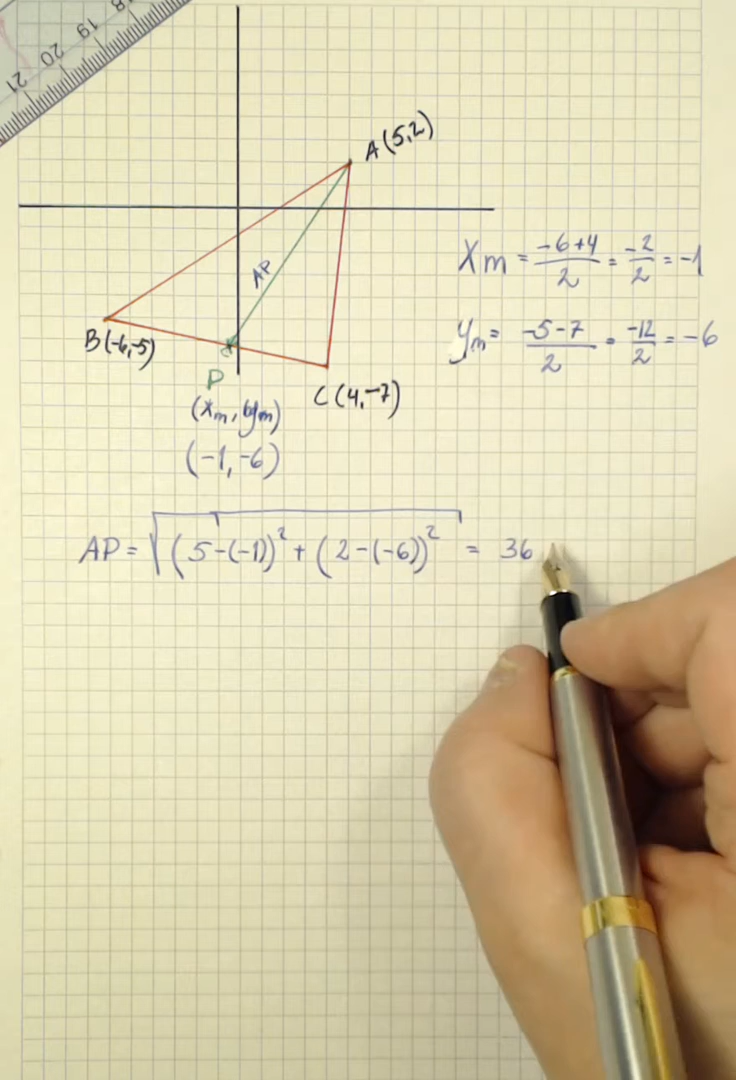 18
19
20
21
A(5,2)
AP
B(-6,-5)
C(4,-7)
P
(xm, ym)
(-1,-6)
Xm = -6+4/2 = -2/2 = -1
ym = -5-7/2 = -12/2 = -6
AP = √(5-(-1))² + (2-(-6))² = 36